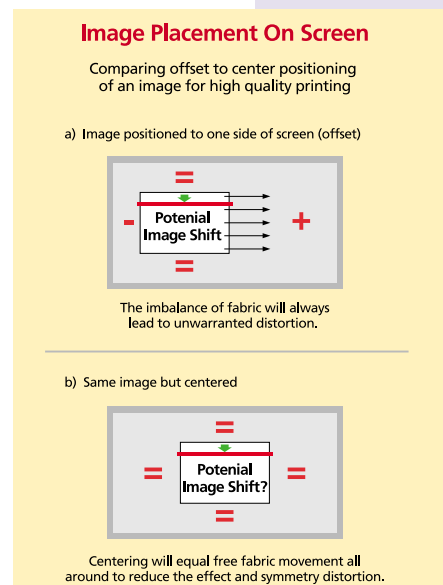 Image Placement On Screen
Comparing offset to center positioning
of an image for high quality printing
a) Image positioned to one side of screen (offset)
=
- Potenial +
Image Shift
=
The imbalance of fabric will always
lead to unwarranted distortion.
b) Same image but centered
=
= Potenial =
Image Shift?
=
Centering will equal free fabric movement all
around to reduce the effect and symmetry distortion.